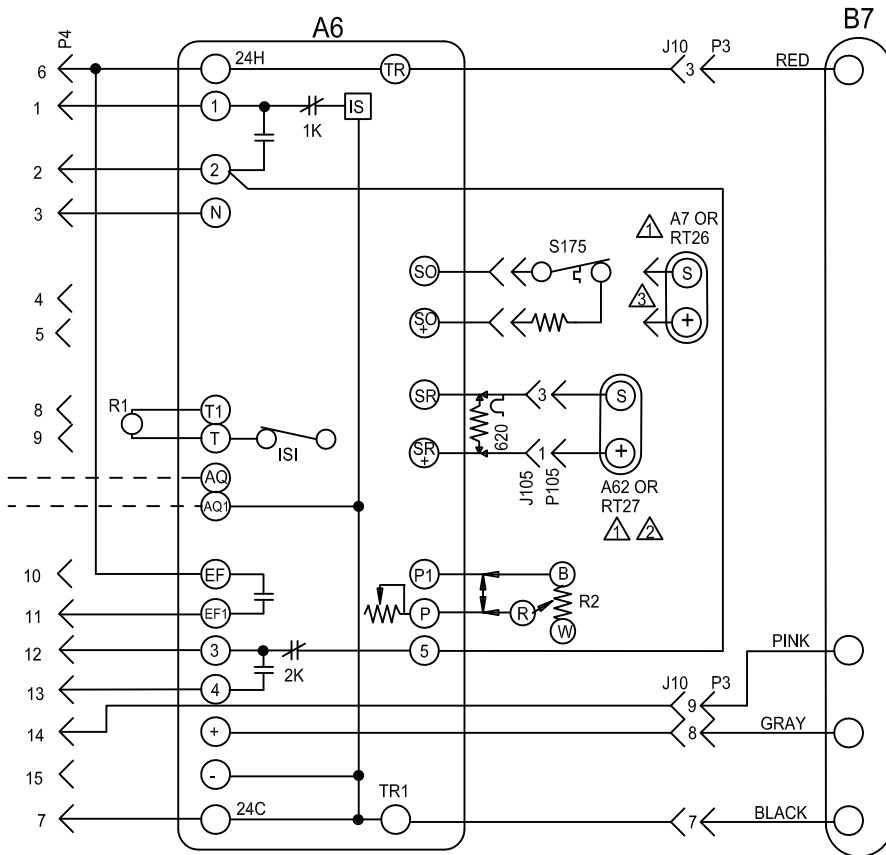 A6
B7
P4
J10 P3
6
24H
TR
3
RED
1
1
1K
IS
2
2
3
N
1
A7 OR
RT26
S175
SO
S
4
3
5
SO
+
+
8
R1
T1
SR
3
S
9
T
ISI
620
SR
+
1
+
J105
P105
AQ
AQ1
A62 OR
RT27
1 2
10
EF
P1
B
11
EF1
P
R
R2
W
12
3
2K
5
PINK
13
4
J10 P3
9
14
+
8
GRAY
15
-
TR1
7
24C
7
BLACK